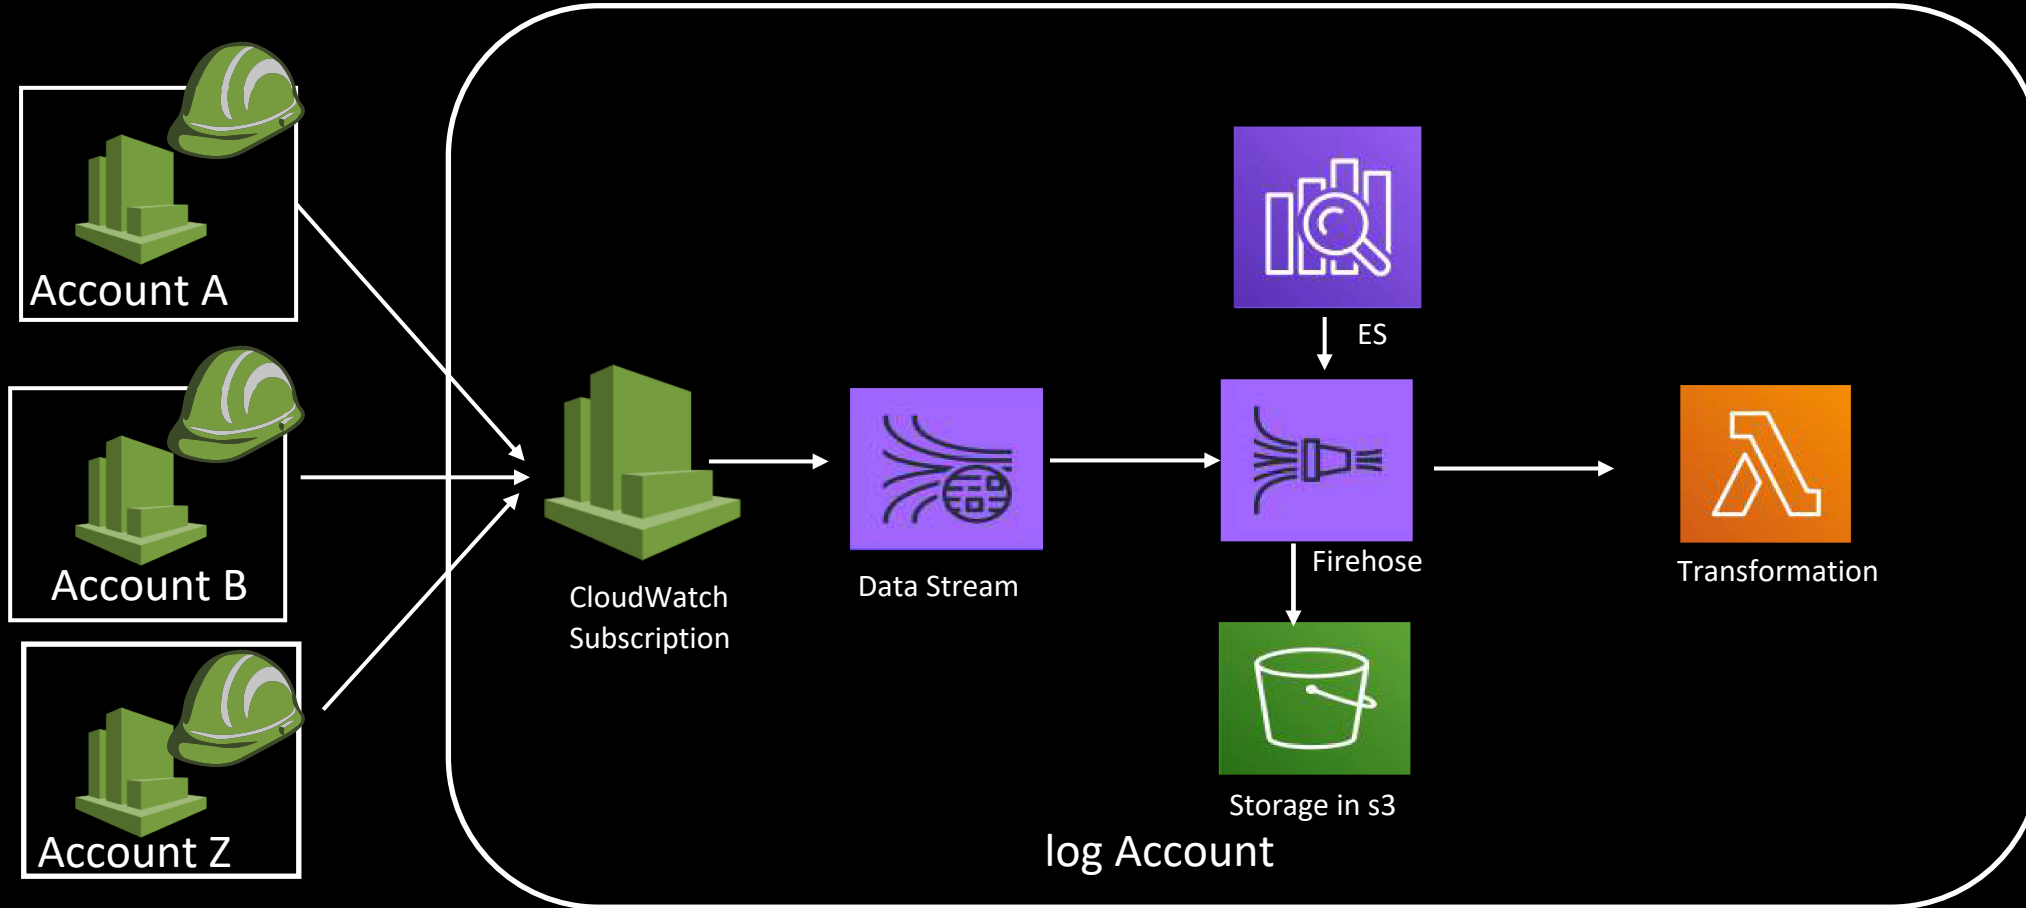 Account A
Account B
Account Z
CloudWatch
Subscription
Data Stream
ES
Firehose
Storage in s3
Transformation
log Account